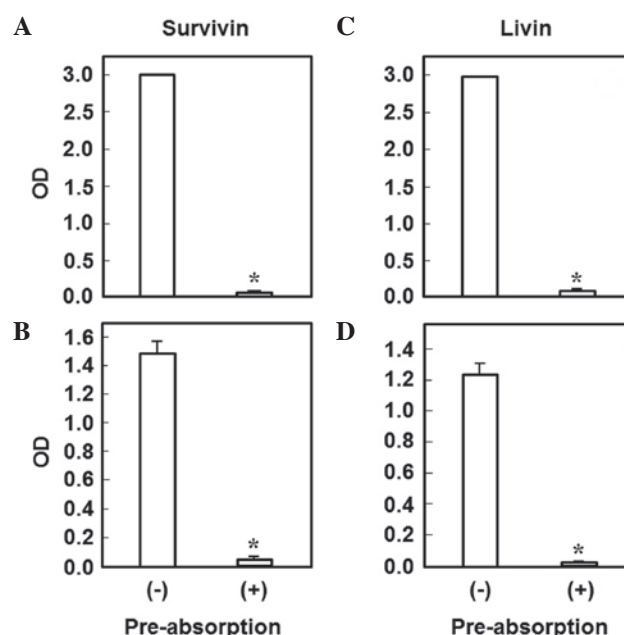 A Survivin C Livin
3.0 3.0
2.5 2.5
2.0 2.0
OD 1.5 1.5
1.0 1.0
0.5 * 0.5 *
0.0 0.0
B 1.6 D
1.4 1.4
1.2 1.2
1.0 1.0
OD 0.8 0.8
0.6 0.6
0.4 0.4
0.2 * 0.2 *
0.0 0
(-) (+) (-) (+)
Pre-absorption Pre-absorption